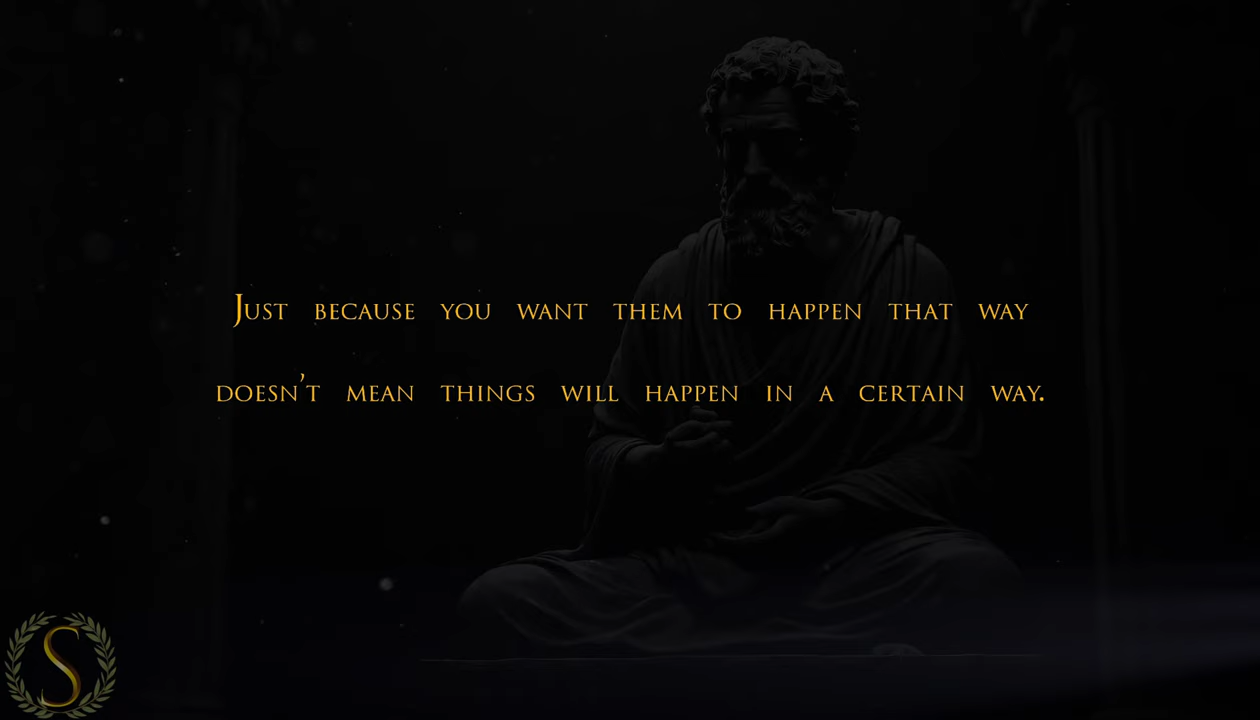 Just because you want them to happen that way
doesn't mean things will happen in a certain way.
S